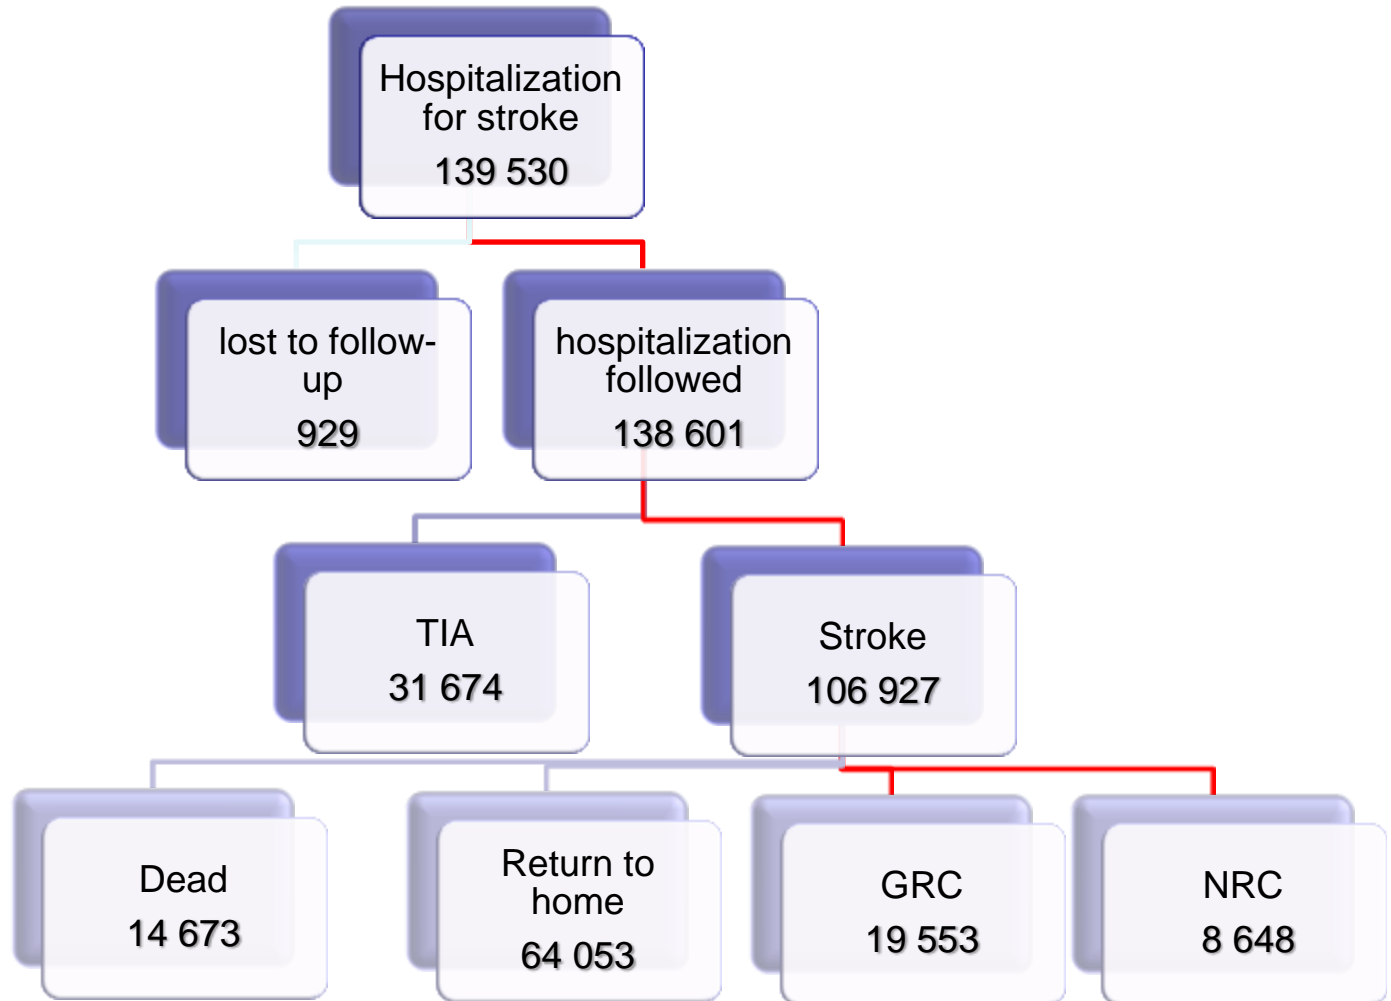 Hospitalization
for stroke
139 530
lost to follow-
up
929
hospitalization
followed
138 601
TIA
31 674
Stroke
106 927
Dead
14 673
Return to
home
64 053
GRC
19 553
NRC
8 648